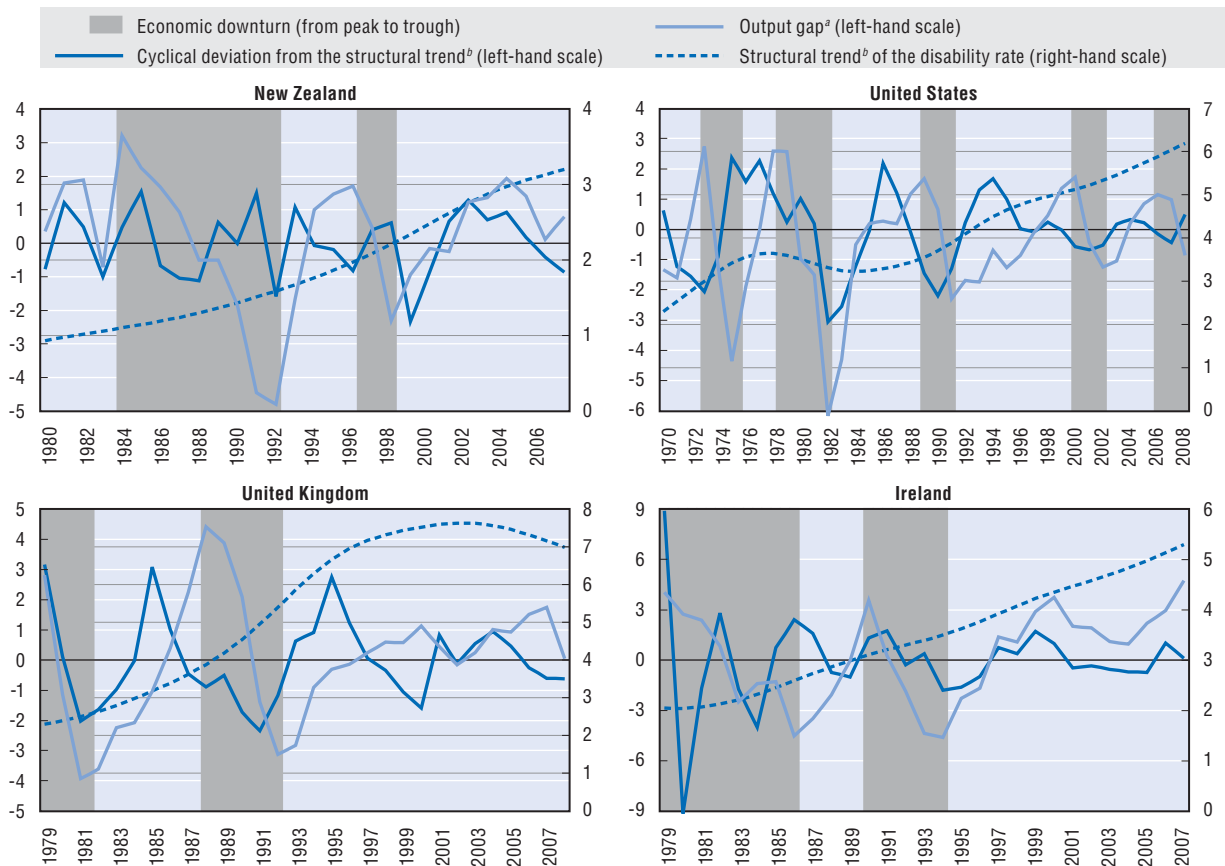 Economic downturn (from peak to trough)
Output gapᵃ (left-hand scale)
Cyclical deviation from the structural trendᵇ (left-hand scale)
Structural trendᵇ of the disability rate (right-hand scale)
New Zealand
4 3 2 1 0 -1 -2 -3 -4 -5
4 3 2 1 0
1980 1982 1984 1986 1988 1990 1992 1994 1996 1998 2000 2002 2004 2006
United States
4 3 2 1 0 -1 -2 -3 -4 -5 -6
7 6 5 4 3 2 1 0
1970 1972 1974 1976 1978 1980 1982 1984 1986 1988 1990 1992 1994 1996 1998 2000 2002 2004 2006 2008
United Kingdom
5 4 3 2 1 0 -1 -2 -3 -4 -5
8 7 6 5 4 3 2 1 0
1979 1981 1983 1985 1987 1989 1991 1993 1995 1997 1999 2001 2003 2005 2007
Ireland
9 6 3 0 -3 -6 -9
6 5 4 3 2 1 0
1979 1981 1983 1985 1987 1989 1991 1993 1995 1997 1999 2001 2003 2005 2007